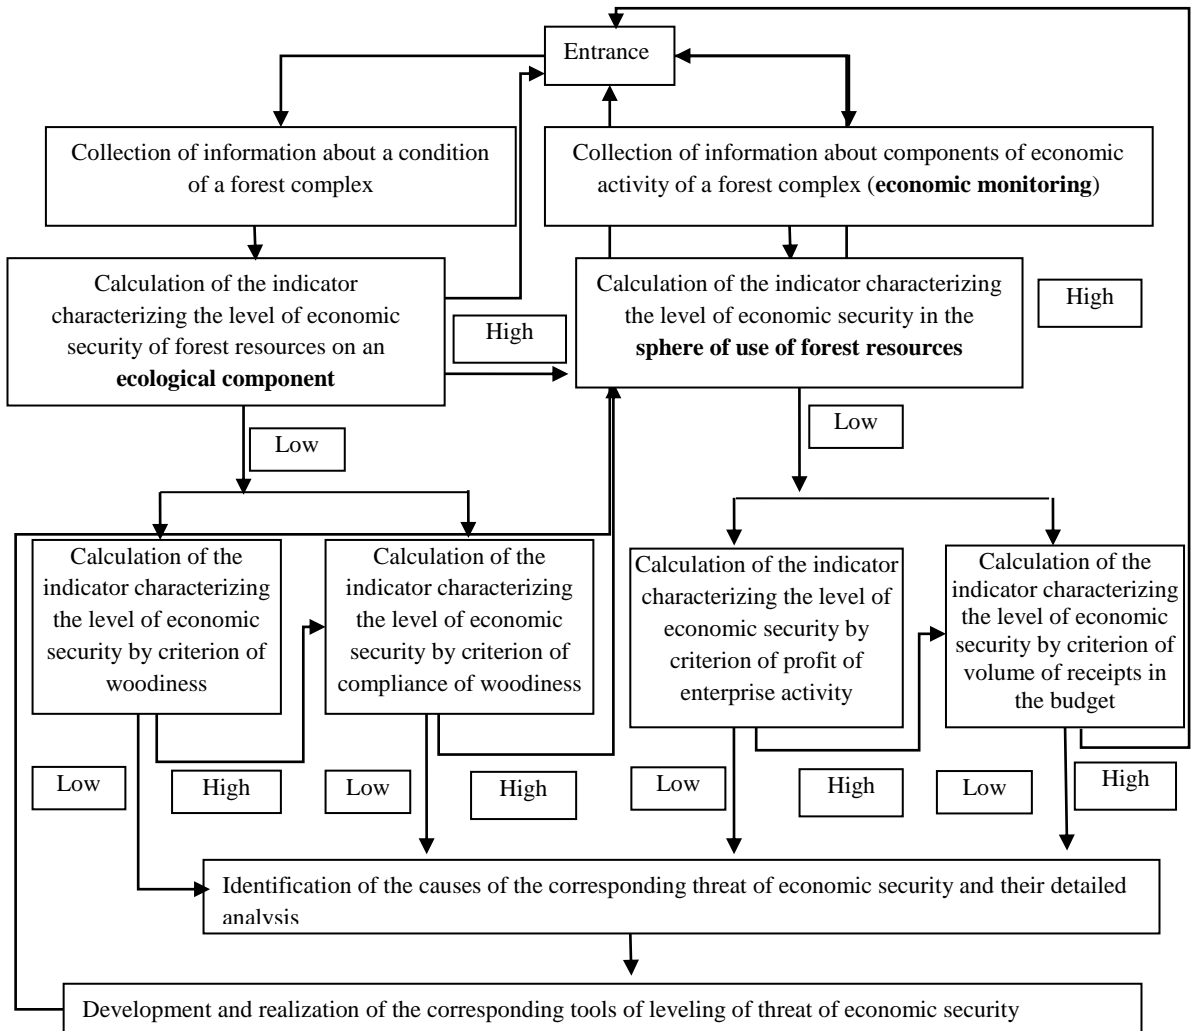 Entrance
Collection of information about a condition
of a forest complex
Collection of information about components of economic
activity of a forest complex (economic monitoring)
Calculation of the indicator
characterizing the level of economic
security of forest resources on an
ecological component
High
Calculation of the indicator characterizing
the level of economic security in the
sphere of use of forest resources
High
Low
Low
Calculation of the
indicator characterizing
the level of economic
security by criterion of
woodiness
Calculation of the
indicator characterizing
the level of economic
security by criterion of
compliance of woodiness
Calculation of the indicator
characterizing the level of
economic security by
criterion of profit of
enterprise activity
Calculation of the
indicator characterizing
the level of economic
security by criterion of
volume of receipts in
the budget
Low
High
Low
High
Low
High
Low
High
Identification of the causes of the corresponding threat of economic security and their detailed
analysis
Development and realization of the corresponding tools of leveling of threat of economic security